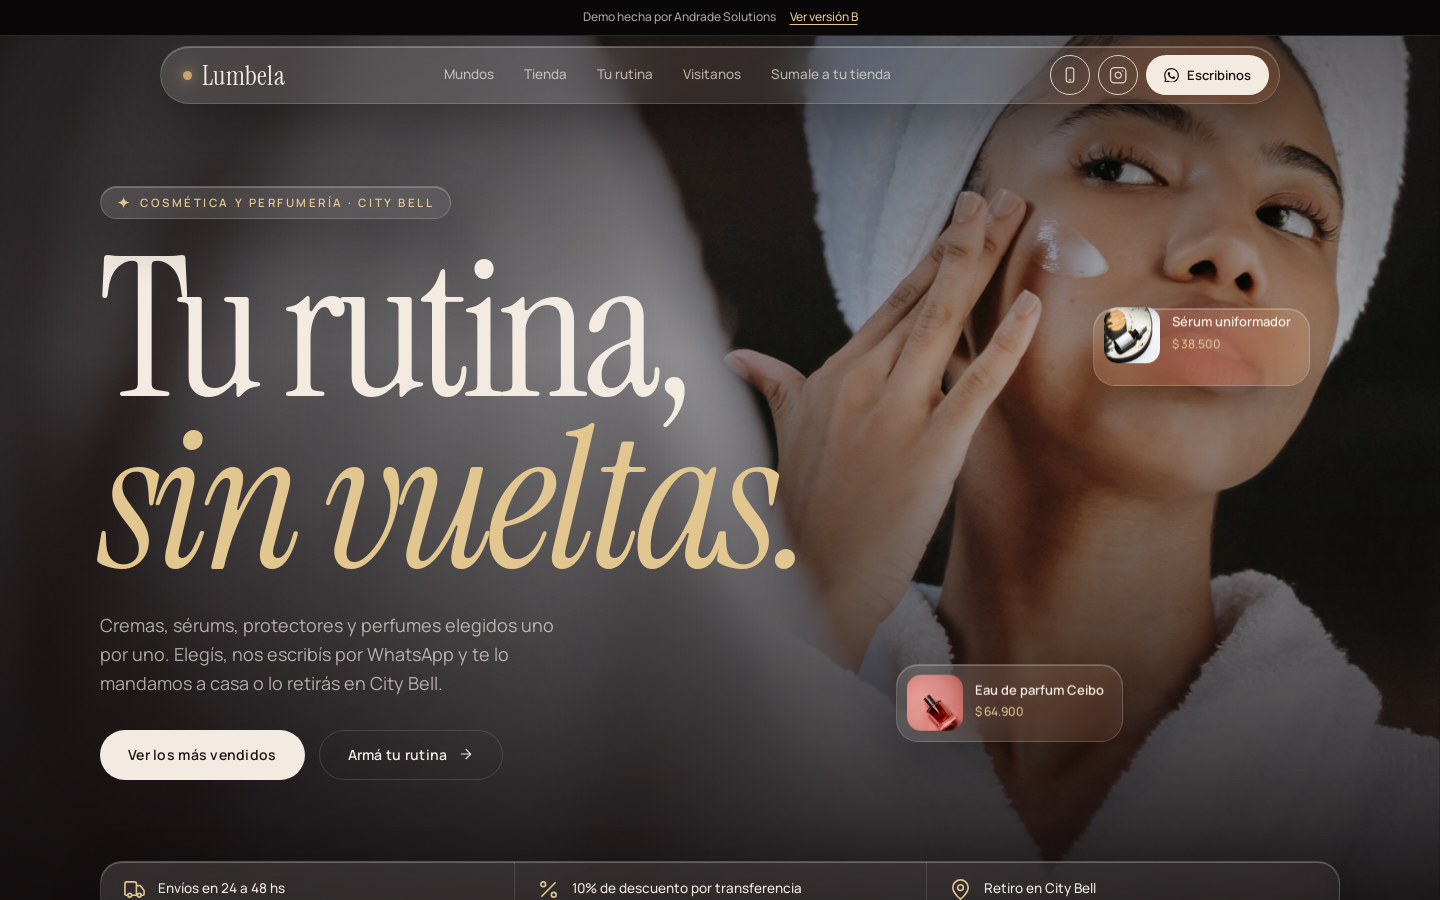 Demo hecha por Andrade Solutions Ver versión B
Lumbela
Mundos Tienda Tu rutina Visitanos Sumale a tu tienda
Escribinos
COSMÉTICA Y PERFUMERÍA · CITY BELL
Tu rutina,
sin vueltas.
Sérum uniformador
$ 38.500
Cremas, sérums, protectores y perfumes elegidos uno
por uno. Elegís, nos escribís por WhatsApp y te lo
mandamos a casa o lo retirás en City Bell.
Eau de parfum Ceibo
$ 64.900
Ver los más vendidos
Armá tu rutina
Envíos en 24 a 48 hs
10% de descuento por transferencia
Retiro en City Bell